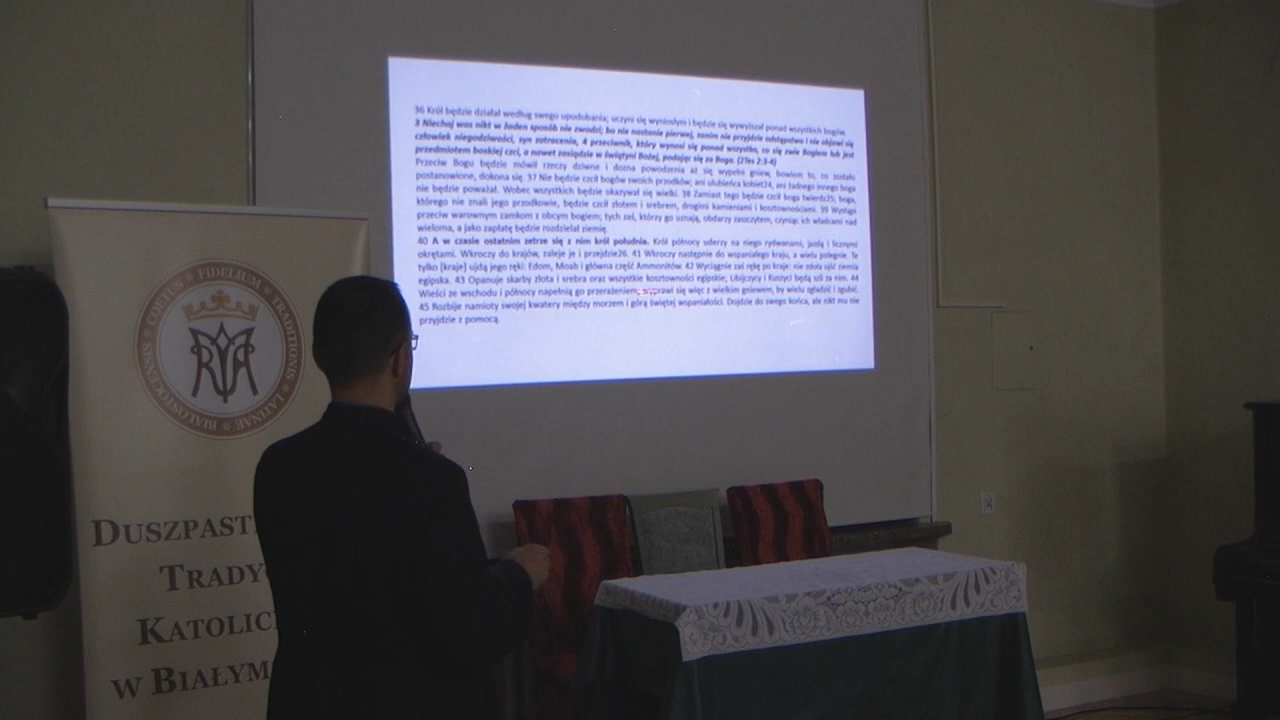 36 Król będzie działał według swego upodobania; uczyni się wyniosłym i będzie się wywyższał ponad wszystkich bogów.
3 Niechaj was nikt w żaden sposób nie zwodzi; bo nie nastanie pierwej, zanim nie przyjdzie odstępstwo i nie objawi się
człowiek niegodziwości, syn zatracenia, 4 przeciwnik, który wynosi się ponad wszystko, co się zwie Bogiem lub jest
przedmiotem boskiej czci, a nawet zasiądzie w świątyni Bożej, podając się za Boga. (2Tes 2:3-4)
Przeciw Bogu będzie mówił rzeczy dziwne i dozna powodzenia aż się wypełni gniew, bowiem to, co zostało
postanowione, dokona się. 37 Nie będzie czcił bogów swoich przodków; ani ulubieńca kobiet24, ani żadnego innego boga
nie będzie poważał. Wobec wszystkich będzie skazywał się wielki. 38 Zamiast tego będzie czcił boga twierdz25; boga,
którego nie znali jego przodkowie, będzie czcił złotem i srebrem, drogimi kamieniami i kosztownościami. 39 Wystąpi
przeciw warownym zamkom z obcym bogiem; tych zaś, którzy go uznają, obdarzy zaszczytem, czyniąc ich władcami nad
wieloma, a jako zapłatę będzie rozdzielał ziemię.
40 A w czasie ostatnim zetrze się z nim król południa. Król północy uderzy na niego rydwanami, jazdą i licznymi
okrętami. Wkroczy do krajów, zaleje je i przejdzie26. 41 Wkroczy następnie do wspaniałego kraju, a wielu polegnie. Te
tylko [kraje] ujdą jego ręki: Edom, Moab i główna część Ammonitów. 42 Wyciągnie zaś rękę po kraje: nie zdoła ujść ziemia
egipska. 43 Opanuje skarby złota i srebra oraz wszystkie kosztowności egipskie; Libijczycy i Kuszyci będą szli za nim. 44
Wieści ze wschodu i północy napełnią go przerażeniem; wyprawi się więc z wielkim gniewem, by wielu zgładzić i zgubić.
45 Rozbije namioty swojej kwatery między morzem i górą świętej wspaniałości. Dojdzie do swego końca, ale nikt mu nie
przyjdzie z pomocą.
COETUS FIDELIUM TRADITIONIS LATINAE BIALOSTOCENSIS
DUSZPAST
TRADY
KATOLIC
W BIAŁYM